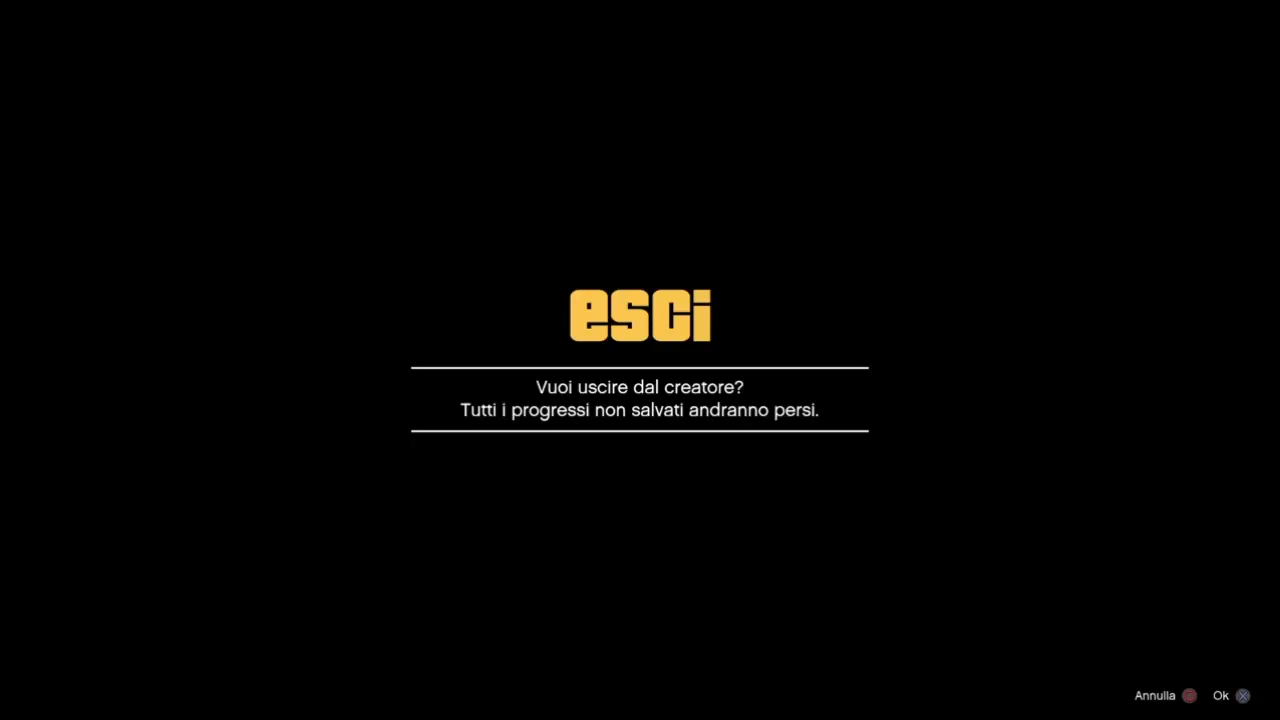 esci
Vuoi uscire dal creatore?
Tutti i progressi non salvati andranno persi.
Annulla Ok